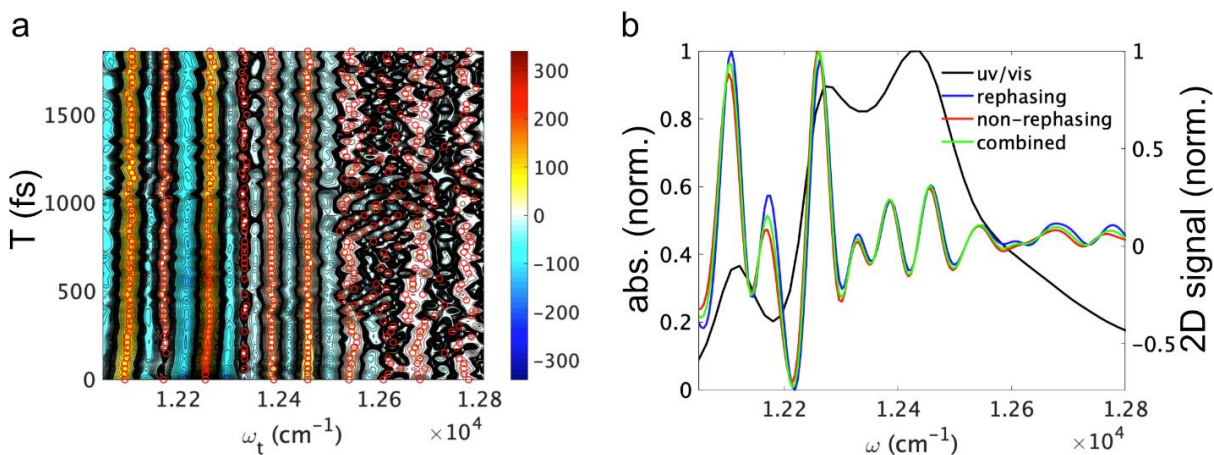 a
T (fs)
1500
1000
500
0
1.22
1.24
1.26
1.28
×10⁴
ω_t (cm⁻¹)
300
200
100
0
−100
−200
−300
b
abs. (norm.)
1
0.8
0.6
0.4
0.2
0
1.22
1.24
1.26
1.28
×10⁴
ω (cm⁻¹)
uv/vis
rephasing
non-rephasing
combined
1
0.5
0
−0.5
2D signal (norm.)